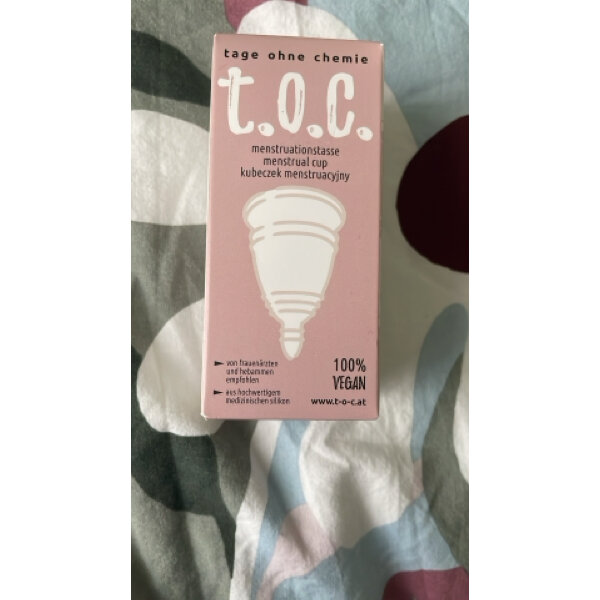 tage ohne chemie
t.o.c.
menstruationstasse
menstrual cup
kubeczek menstruacyjny
von frauenärzten
und hebammen
empfohlen
aus hochwertigem
medizinischen silikon
100%
VEGAN
www.t-o-c.at